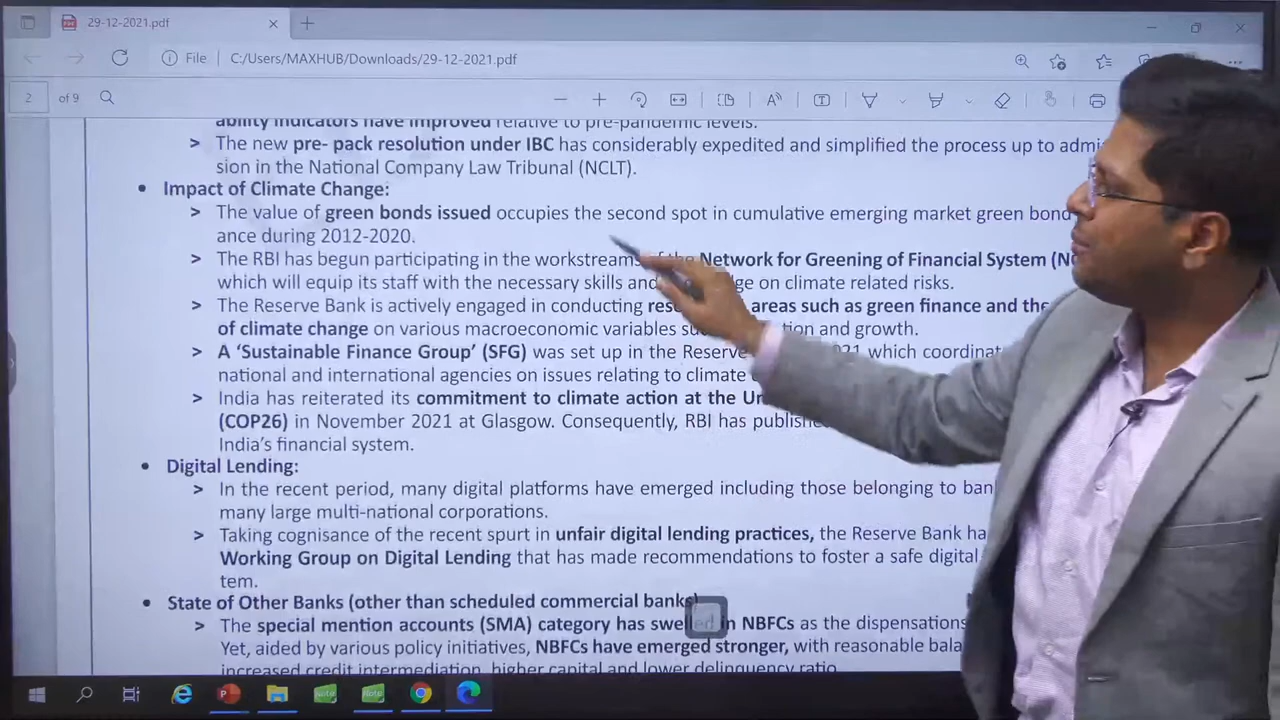 29-12-2021.pdf
File C:/Users/MAXHUB/Downloads/29-12-2021.pdf
2 of 9
ability indicators have improved relative to pre-pandemic levels.
> The new pre- pack resolution under IBC has considerably expedited and simplified the process up to admis
sion in the National Company Law Tribunal (NCLT).
• Impact of Climate Change:
> The value of green bonds issued occupies the second spot in cumulative emerging market green bond
ance during 2012-2020.
> The RBI has begun participating in the workstreams of the Network for Greening of Financial System
which will equip its staff with the necessary skills and on climate related risks.
> The Reserve Bank is actively engaged in conducting areas such as green finance and the
of climate change on various macroeconomic variables and growth.
> A ‘Sustainable Finance Group’ (SFG) was set up in the Reserve which
national and international agencies on issues relating to climate
> India has reiterated its commitment to climate action at the
(COP26) in November 2021 at Glasgow. Consequently, RBI has
India’s financial system.
• Digital Lending:
> In the recent period, many digital platforms have emerged including those belonging to
many large multi-national corporations.
> Taking cognisance of the recent spurt in unfair digital lending practices, the Reserve Bank
Working Group on Digital Lending that has made recommendations to foster a safe digital
tem.
• State of Other Banks (other than scheduled commercial banks)
> The special mention accounts (SMA) category has swelled in NBFCs as the dispensations
Yet, aided by various policy initiatives, NBFCs have emerged stronger, with reasonable
increased credit intermediation, higher capital and lower delinquency ratio.